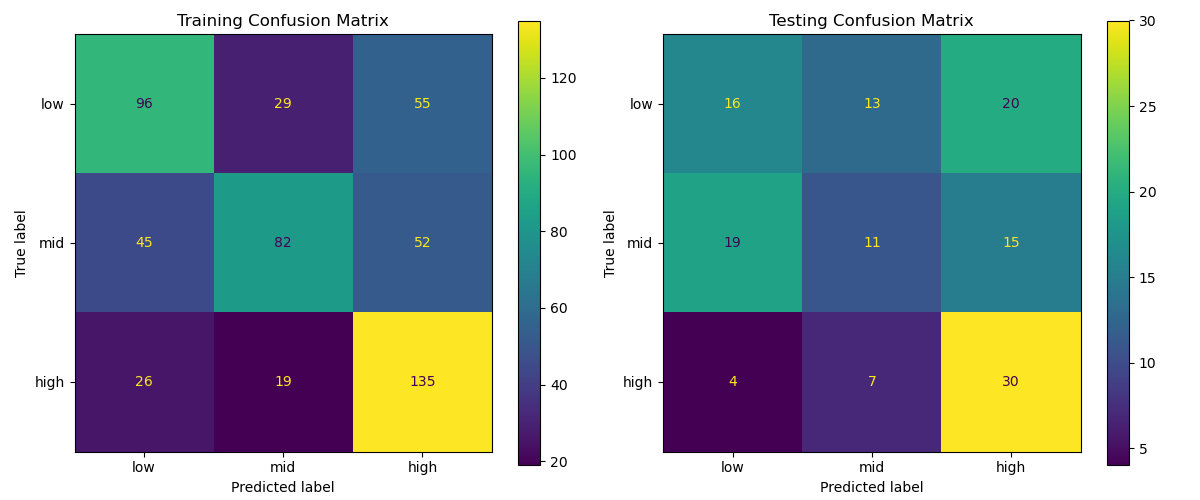 Training Confusion Matrix
True label
low
mid
high
96 29 55
45 82 52
26 19 135
low mid high
Predicted label
120
100
80
60
40
20
Testing Confusion Matrix
True label
low
mid
high
16 13 20
19 11 15
4 7 30
low mid high
Predicted label
30
25
20
15
10
5